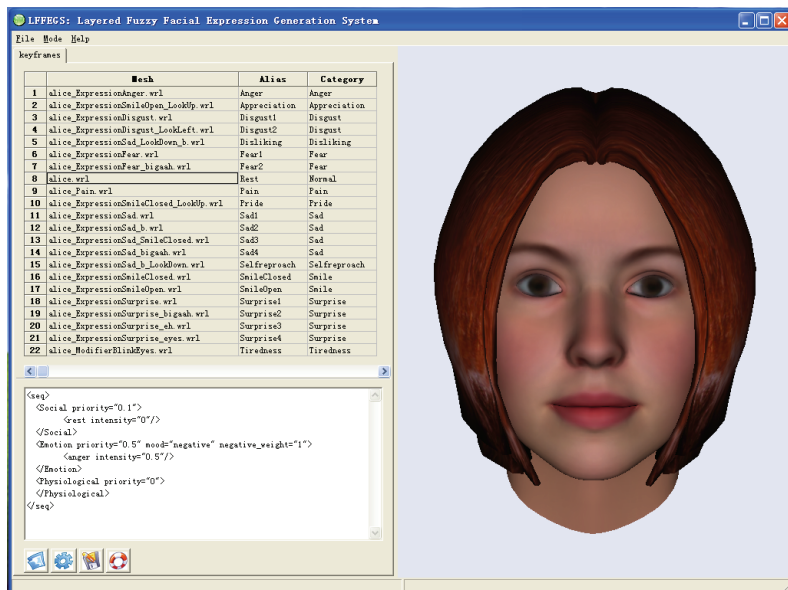 LFFEGS: Layered Fuzzy Facial Expression Generation System
File Mode Help
keyframes
Mesh Alias Category
1 alice_ExpressionAnger.wrl Anger Anger
2 alice_ExpressionSmileOpen_LookUp.wrl Appreciation Appreciation
3 alice_ExpressionDisgust.wrl Disgust1 Disgust
4 alice_ExpressionDisgust_LookLeft.wrl Disgust2 Disgust
5 alice_ExpressionSad_LookDown_b.wrl Disliking Disliking
6 alice_ExpressionFear.wrl Fear1 Fear
7 alice_ExpressionFear_bigaah.wrl Fear2 Fear
8 alice.wrl Rest Normal
9 alice_Pain.wrl Pain Pain
10 alice_ExpressionSmileClosed_LookUp.wrl Pride Pride
11 alice_ExpressionSad.wrl Sad1 Sad
12 alice_ExpressionSad_b.wrl Sad2 Sad
13 alice_ExpressionSad_SmileClosed.wrl Sad3 Sad
14 alice_ExpressionSad_bigaah.wrl Sad4 Sad
15 alice_ExpressionSad_b_LookDown.wrl Selfreproach Selfreproach
16 alice_ExpressionSmileClosed.wrl SmileClosed Smile
17 alice_ExpressionSmileOpen.wrl SmileOpen Smile
18 alice_ExpressionSurprise.wrl Surprise1 Surprise
19 alice_ExpressionSurprise_bigaah.wrl Surprise2 Surprise
20 alice_ExpressionSurprise_eh.wrl Surprise3 Surprise
21 alice_ExpressionSurprise_eyes.wrl Surprise4 Surprise
22 alice_ModifierBlinkEyes.wrl Tiredness Tiredness
<seq>
<Social priority="0.1">
<rest intensity="0"/>
</Social>
<Emotion priority="0.5" mood="negative" negative_weight="1">
<anger intensity="0.5"/>
</Emotion>
<Physiological priority="0">
</Physiological>
</seq>